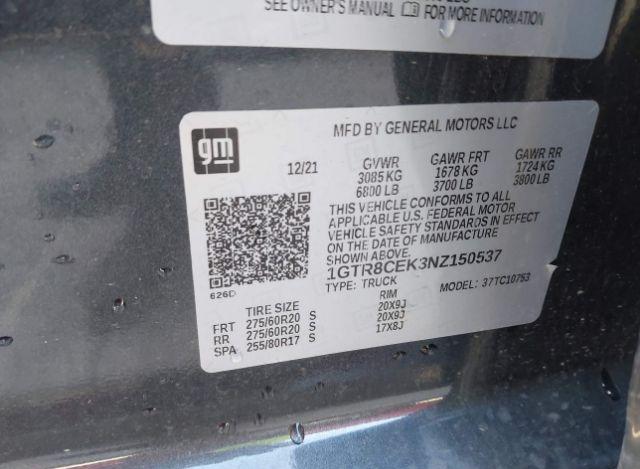 SEE OWNER'S MANUAL FOR MORE INFORMATION
gm
MFD BY GENERAL MOTORS LLC
12/21 GVWR GAWR FRT GAWR RR
3085 KG 1678 KG 1724 KG
6800 LB 3700 LB 3800 LB
THIS VEHICLE CONFORMS TO ALL
APPLICABLE U.S. FEDERAL MOTOR
VEHICLE SAFETY STANDARDS IN EFFECT
ON THE DATE OF MANUFACTURE
SHOWN ABOVE.
1GTR8CEK3NZ150537
626D
TYPE: TRUCK MODEL: 37TC10753
TIRE SIZE RIM
FRT 275/60R20 S 20X9J
RR 275/60R20 S 20X9J
SPA 255/80R17 S 17X8J